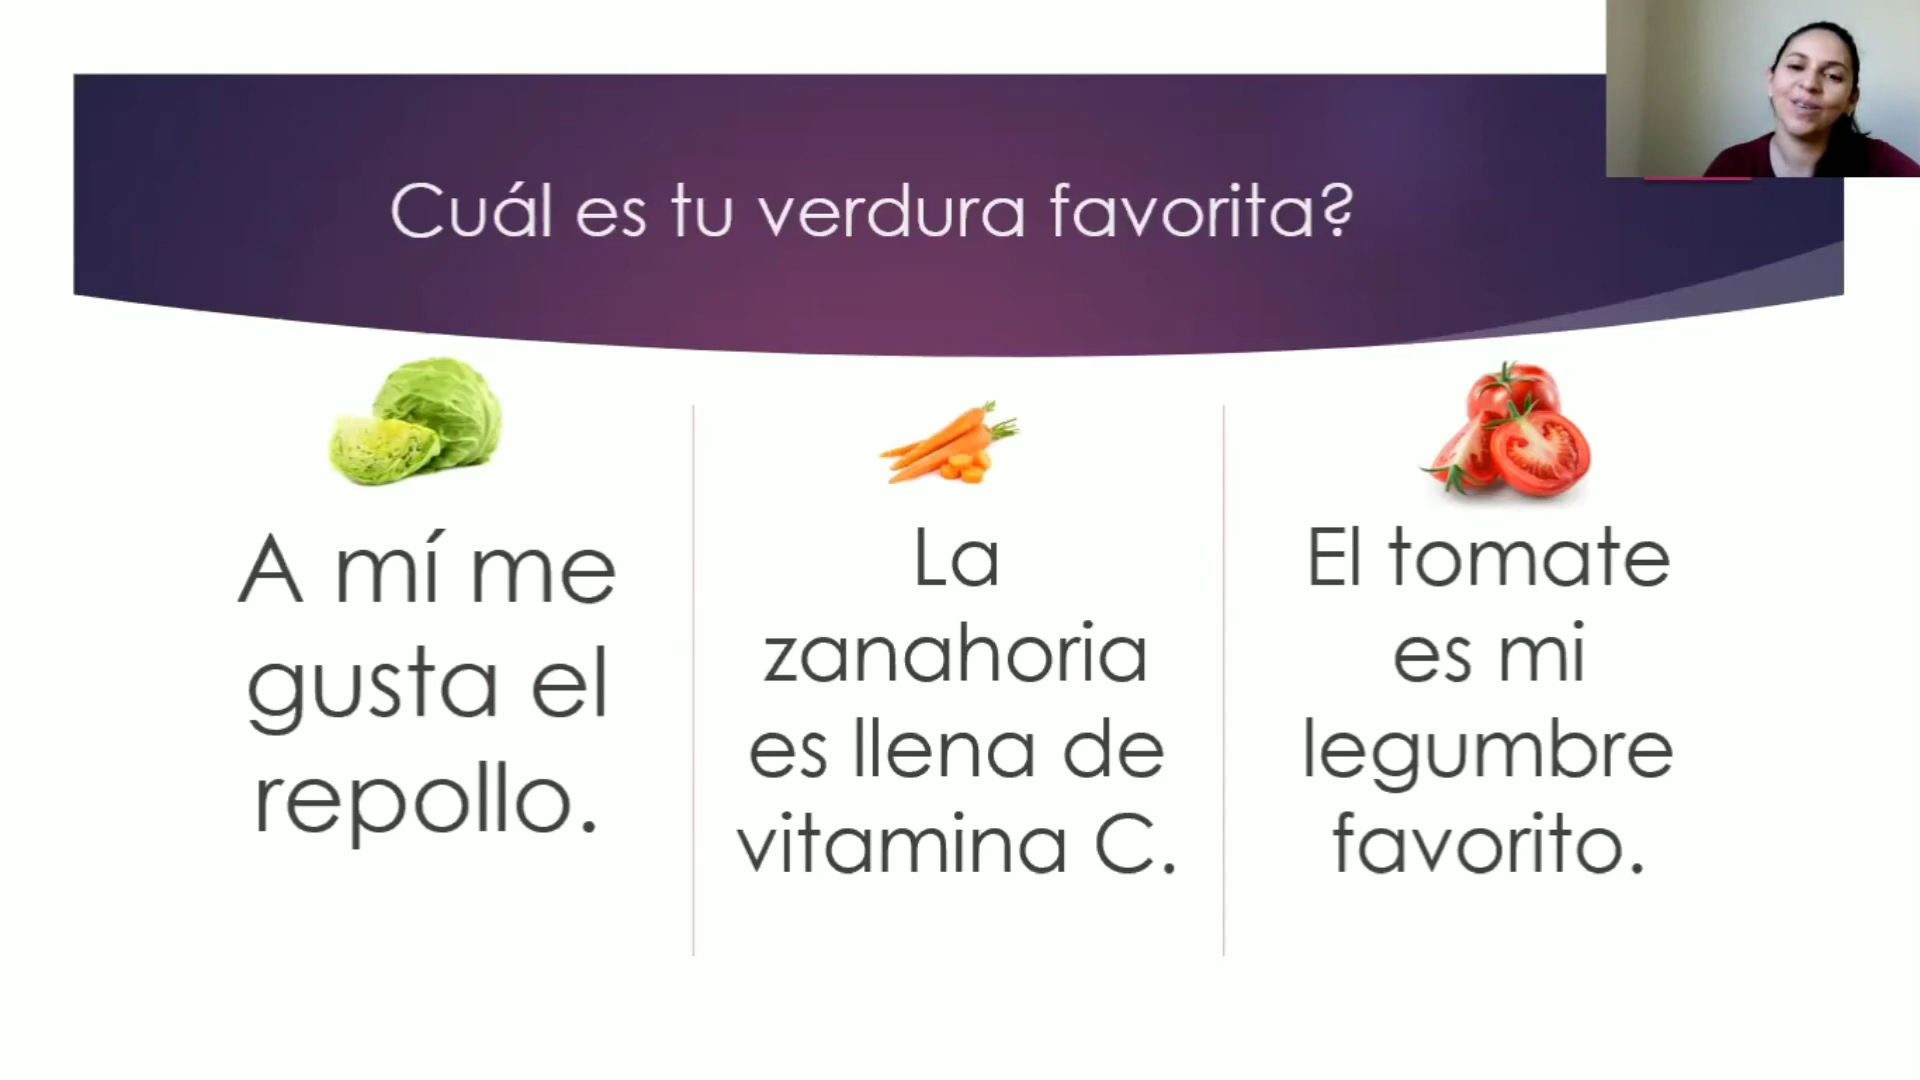 Cuál es tu verdura favorita?
A mí me
gusta el
repollo.
La
zanahoria
es llena de
vitamina C.
El tomate
es mi
legumbre
favorito.